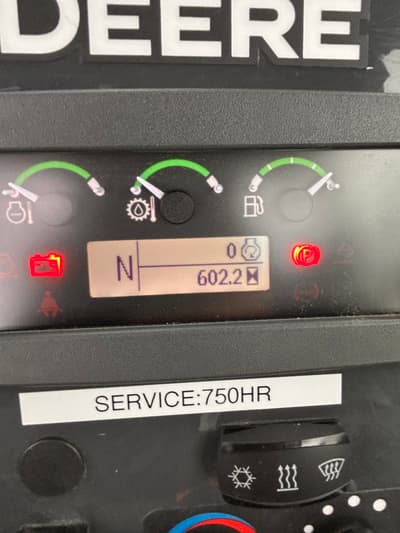 DEERE
N
0
602.2
P
SERVICE:750HR